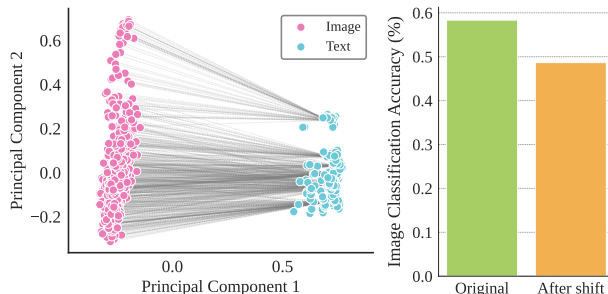 Principal Component 2
0.6
0.4
0.2
0.0
−0.2
Image
Text
0.0
0.5
Principal Component 1
Image Classification Accuracy (%)
0.6
0.5
0.4
0.3
0.2
0.1
0.0
Original
After shift